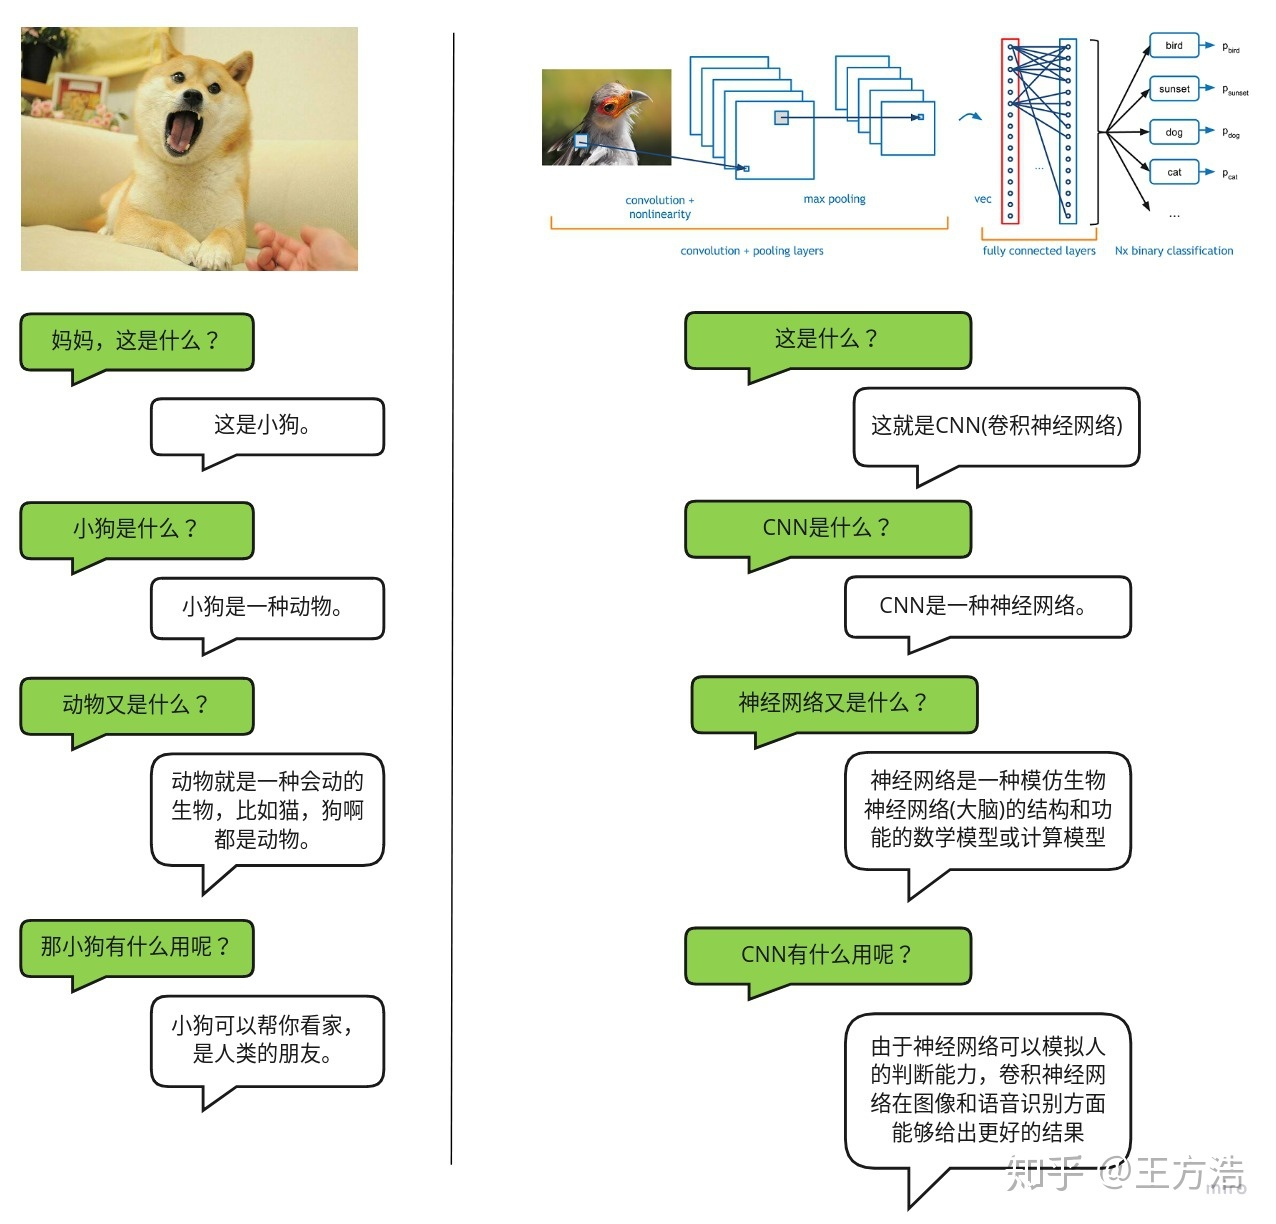 妈妈，这是什么？
这是小狗。
小狗是什么？
小狗是一种动物。
动物又是什么？
动物就是一种会动的
生物，比如猫，狗啊
都是动物。
那小狗有什么用呢？
小狗可以帮你看家，
是人类的朋友。
convolution +
nonlinearity
max pooling
convolution + pooling layers
vec
...
fully connected layers
bird
p_bird
sunset
p_sunset
dog
p_dog
cat
p_cat
...
Nx binary classification
这是什么？
这就是CNN(卷积神经网络)
CNN是什么？
CNN是一种神经网络。
神经网络又是什么？
神经网络是一种模仿生物
神经网络(大脑)的结构和功
能的数学模型或计算模型
CNN有什么用呢？
由于神经网络可以模拟人
的判断能力，卷积神经网
络在图像和语音识别方面
能够给出更好的结果
知乎 @王方浩
miro